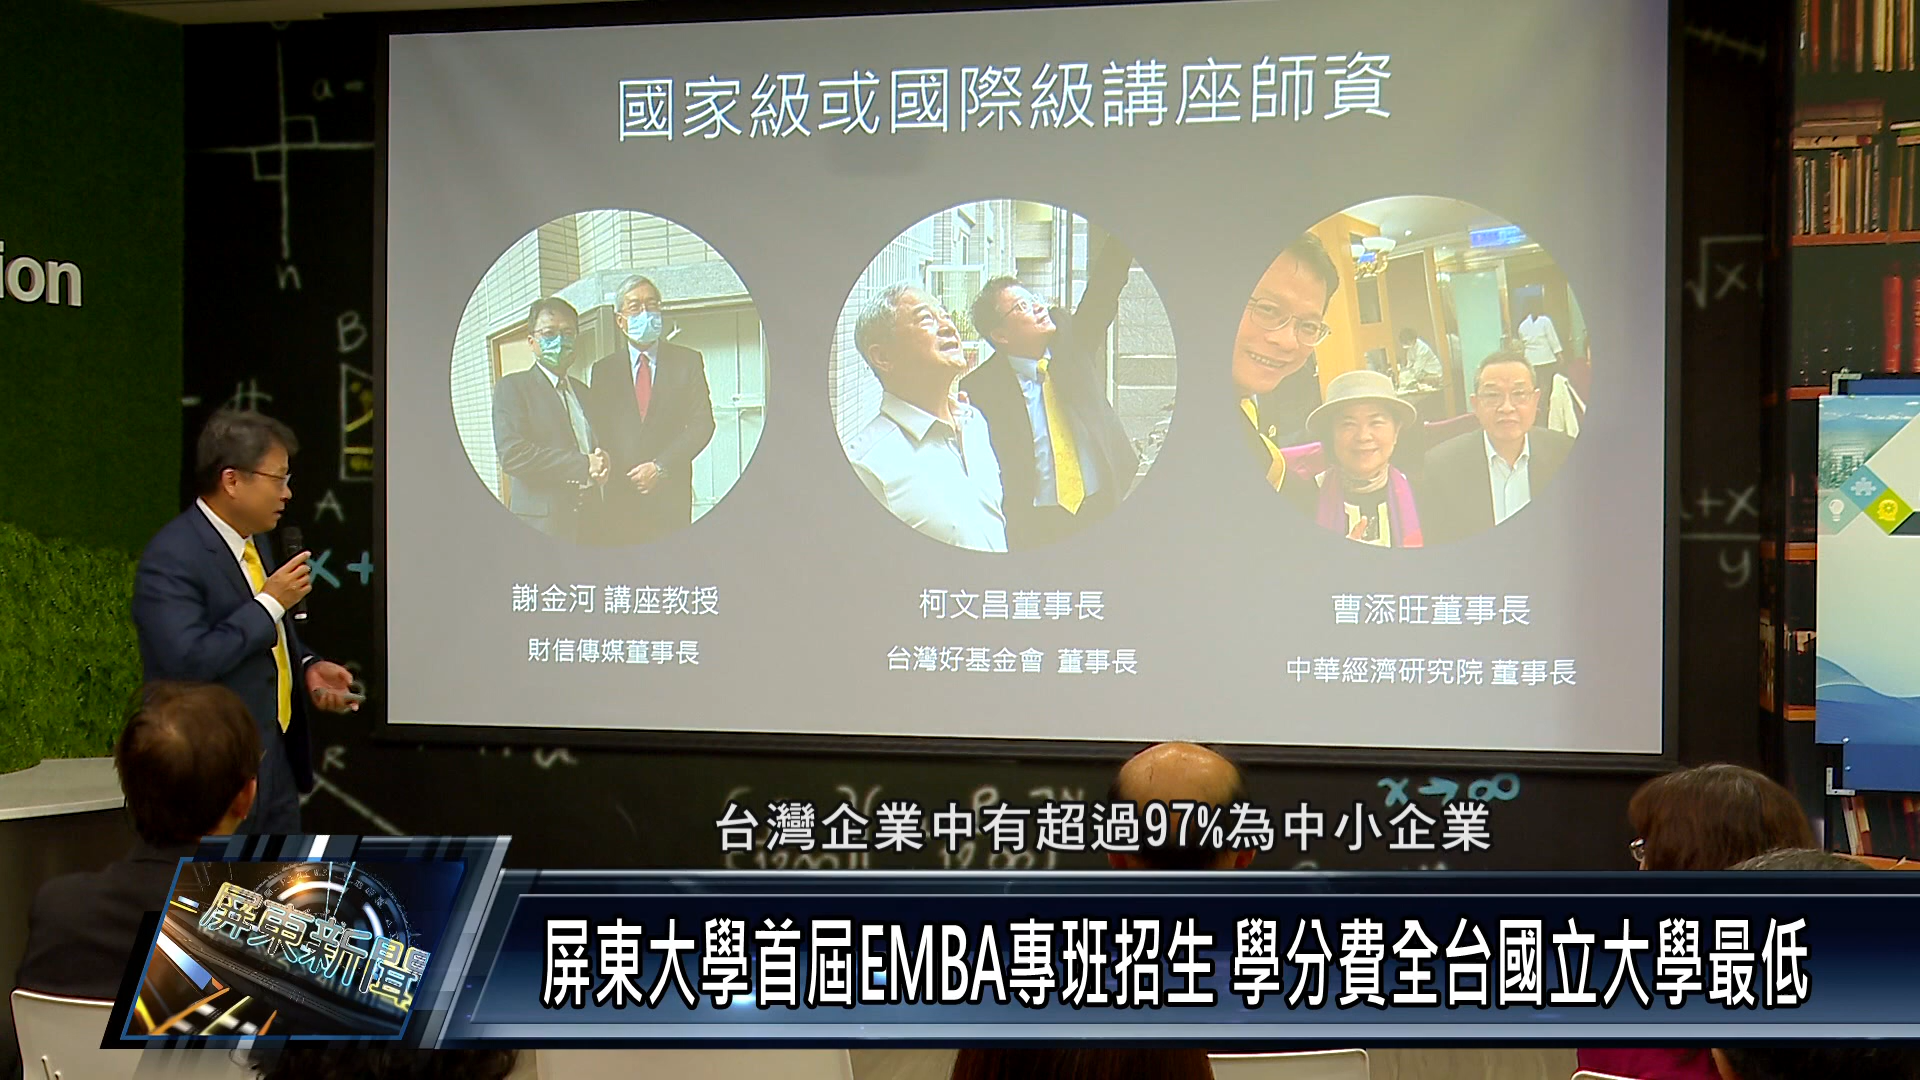 國家級或國際級講座師資
ion
謝金河 講座教授
財信傳媒董事長
柯文昌董事長
台灣好基金會 董事長
曹添旺董事長
中華經濟研究院 董事長
a
n
B
A
x+
R
√x
+x
y
x→∞
台灣企業中有超過97%為中小企業
屏東新聞
屏東大學首屆EMBA專班招生 學分費全台國立大學最低